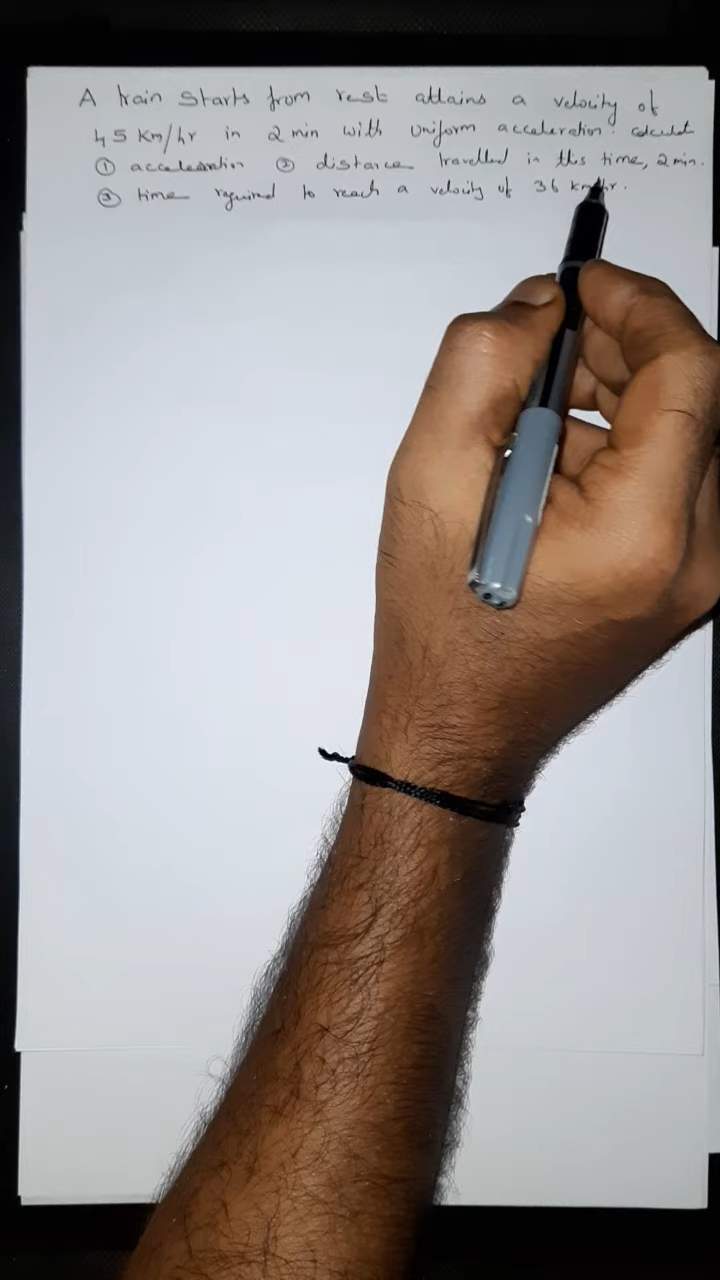 A train starts from rest attains a velocity of
45 km/hr in 2 min with uniform acceleration. calculat
① acceleration ② distance travelled in this time, 2 min.
③ time required to reach a velocity of 36 km/hr.